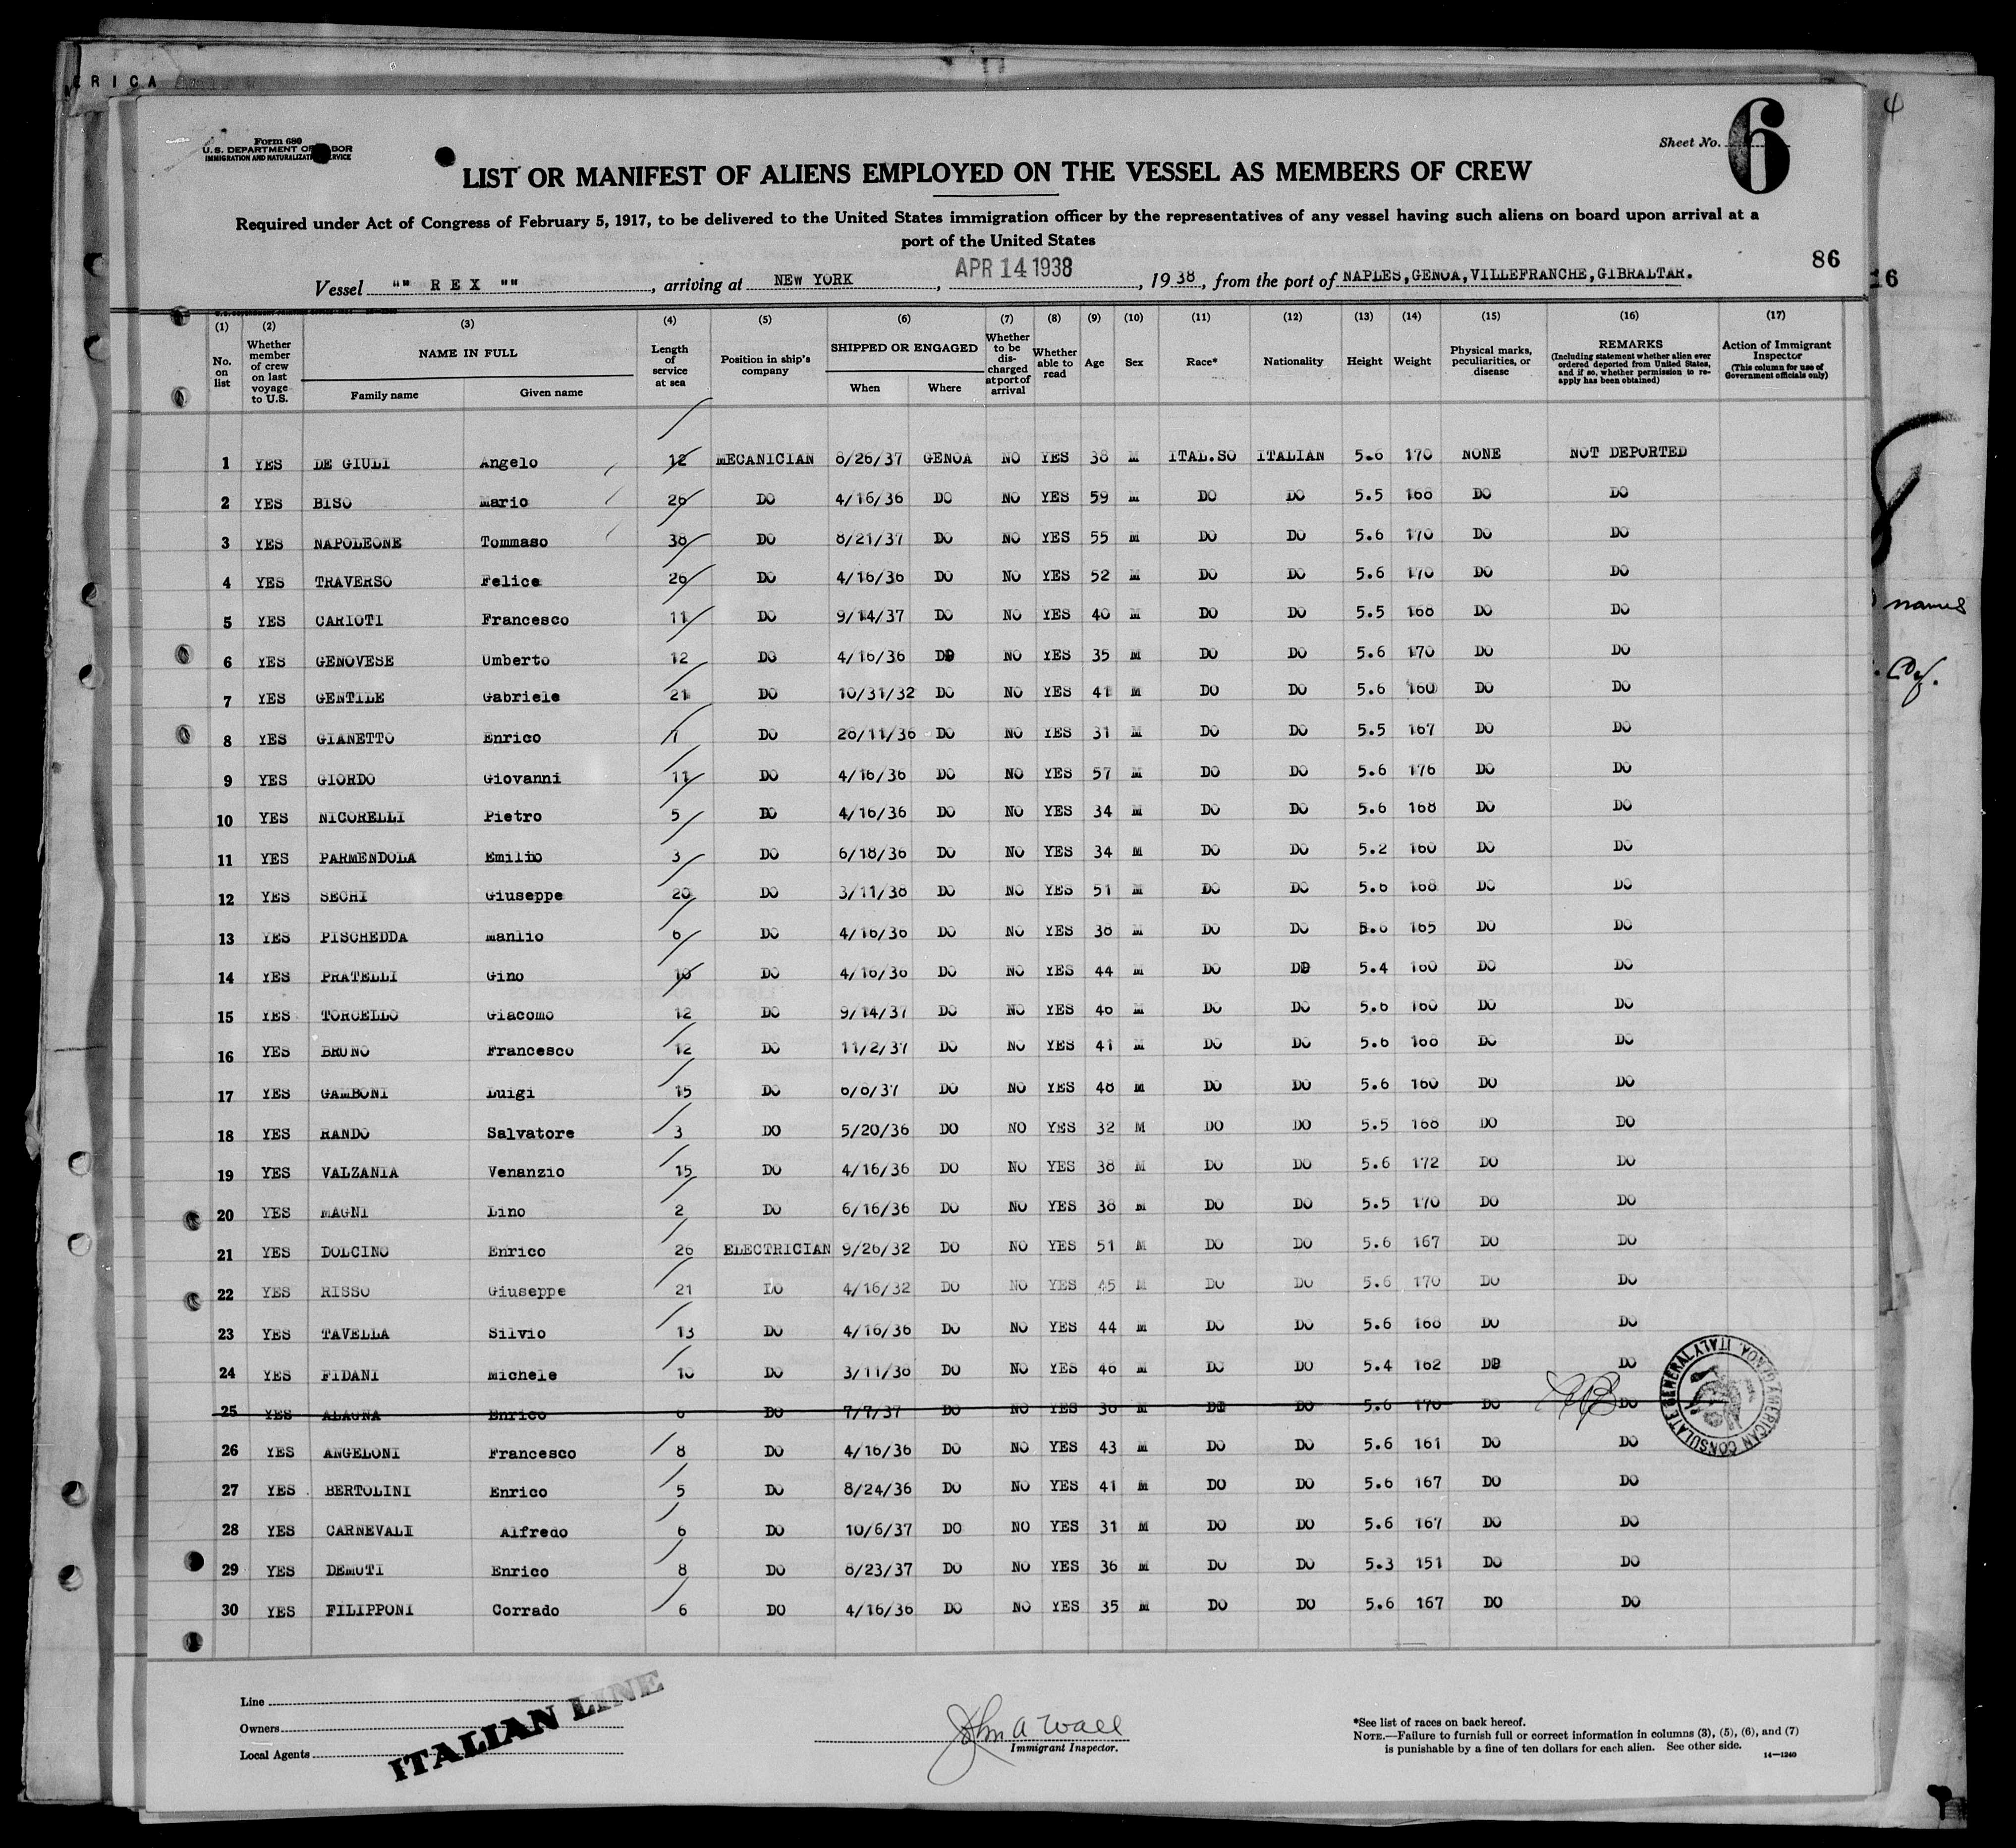 ERICA
4
Form 680
U. S. DEPARTMENT OF LABOR
IMMIGRATION AND NATURALIZATION SERVICE
Sheet No. 6
LIST OR MANIFEST OF ALIENS EMPLOYED ON THE VESSEL AS MEMBERS OF CREW
Required under Act of Congress of February 5, 1917, to be delivered to the United States immigration officer by the representatives of any vessel having such aliens on board upon arrival at a
port of the United States
86
Vessel "" REX "" , arriving at NEW YORK , APR 14 1938 , 1938, from the port of NAPLES,GENOA,VILLEFRANCHE,GIBRALTAR.
16
(1) (2) (3) (4) (5) (6) (7) (8) (9) (10) (11) (12) (13) (14) (15) (16) (17)
No. on list
Whether member of crew on last voyage to U.S.
NAME IN FULL
Family name Given name
Length of service at sea
Position in ship's company
SHIPPED OR ENGAGED
When Where
Whether to be discharged at port of arrival
Whether able to read
Age
Sex
Race*
Nationality
Height
Weight
Physical marks, peculiarities, or disease
REMARKS
(Including statement whether alien ever ordered deported from United States, and if so, whether permission to reapply has been obtained)
Action of Immigrant Inspector
(This column for use of Government officials only)
1 YES DE GIULI Angelo 12 MECANICIAN 8/26/37 GENOA NO YES 38 M ITAL.SO ITALIAN 5.6 170 NONE NOT DEPORTED
2 YES BISO Mario 26 DO 4/16/36 DO NO YES 59 M DO DO 5.5 168 DO DO
3 YES NAPOLEONE Tommaso 38 DO 8/21/37 DO NO YES 55 M DO DO 5.6 170 DO DO
4 YES TRAVERSO Felice 26 DO 4/16/36 DO NO YES 52 M DO DO 5.6 170 DO DO
5 YES CARIOTI Francesco 11 DO 9/14/37 DO NO YES 40 M DO DO 5.5 168 DO DO
6 YES GENOVESE Umberto 12 DO 4/16/36 DO NO YES 35 M DO DO 5.6 170 DO DO
7 YES GENTILE Gabriele 21 DO 10/31/32 DO NO YES 41 M DO DO 5.6 160 DO DO
8 YES GIANETTO Enrico 1 DO 28/11/36 DO NO YES 31 M DO DO 5.5 167 DO DO
9 YES GIORDO Giovanni 11 DO 4/16/36 DO NO YES 57 M DO DO 5.6 176 DO DO
10 YES NICORELLI Pietro 5 DO 4/16/36 DO NO YES 34 M DO DO 5.6 168 DO DO
11 YES PARMENDOLA Emilio 3 DO 6/18/36 DO NO YES 34 M DO DO 5.2 160 DO DO
12 YES SECHI Giuseppe 20 DO 3/11/38 DO NO YES 51 M DO DO 5.6 168 DO DO
13 YES PISCHEDDA Manlio 6 DO 4/16/36 DO NO YES 38 M DO DO 5.6 165 DO DO
14 YES PRATELLI Gino 10 DO 4/16/36 DO NO YES 44 M DO DO 5.4 160 DO DO
15 YES TORCELLO Giacomo 12 DO 9/14/37 DO NO YES 46 M DO DO 5.6 160 DO DO
16 YES BRUNO Francesco 12 DO 11/2/37 DO NO YES 41 M DO DO 5.6 168 DO DO
17 YES GAMBONI Luigi 15 DO 6/8/37 DO NO YES 48 M DO DO 5.6 160 DO DO
18 YES RANDO Salvatore 3 DO 5/20/36 DO NO YES 32 M DO DO 5.5 168 DO DO
19 YES VALZANIA Venanzio 15 DO 4/16/36 DO NO YES 38 M DO DO 5.6 172 DO DO
20 YES MAGNI Lino 2 DO 6/16/36 DO NO YES 38 M DO DO 5.5 170 DO DO
21 YES DOLCINO Enrico 26 ELECTRICIAN 9/26/32 DO NO YES 51 M DO DO 5.6 167 DO DO
22 YES RISSO Giuseppe 21 DO 4/16/32 DO NO YES 45 M DO DO 5.6 170 DO DO
23 YES TAVELLA Silvio 13 DO 4/16/36 DO NO YES 44 M DO DO 5.6 168 DO DO
24 YES FIDANI Michele 10 DO 3/11/38 DO NO YES 46 M DO DO 5.4 162 DO DO
25 YES ALAGNA Enrico 6 DO 7/7/37 DO NO YES 36 M DO DO 5.6 170 DO DO
26 YES ANGELONI Francesco 8 DO 4/16/36 DO NO YES 43 M DO DO 5.6 161 DO DO
27 YES BERTOLINI Enrico 5 DO 8/24/36 DO NO YES 41 M DO DO 5.6 167 DO DO
28 YES CARNEVALI Alfredo 6 DO 10/6/37 DO NO YES 31 M DO DO 5.6 167 DO DO
29 YES DEMUTI Enrico 8 DO 8/23/37 DO NO YES 36 M DO DO 5.3 151 DO DO
30 YES FILIPPONI Corrado 6 DO 4/16/36 DO NO YES 35 M DO DO 5.6 167 DO DO
AMERICAN CONSULATE GENERAL GENOA, ITALY
names
Line
Owners
Local Agents
ITALIAN LINE
John A Wall
Immigrant Inspector.
*See list of races on back hereof.
NOTE.—Failure to furnish full or correct information in columns (3), (5), (6), and (7)
is punishable by a fine of ten dollars for each alien. See other side.
14—1240